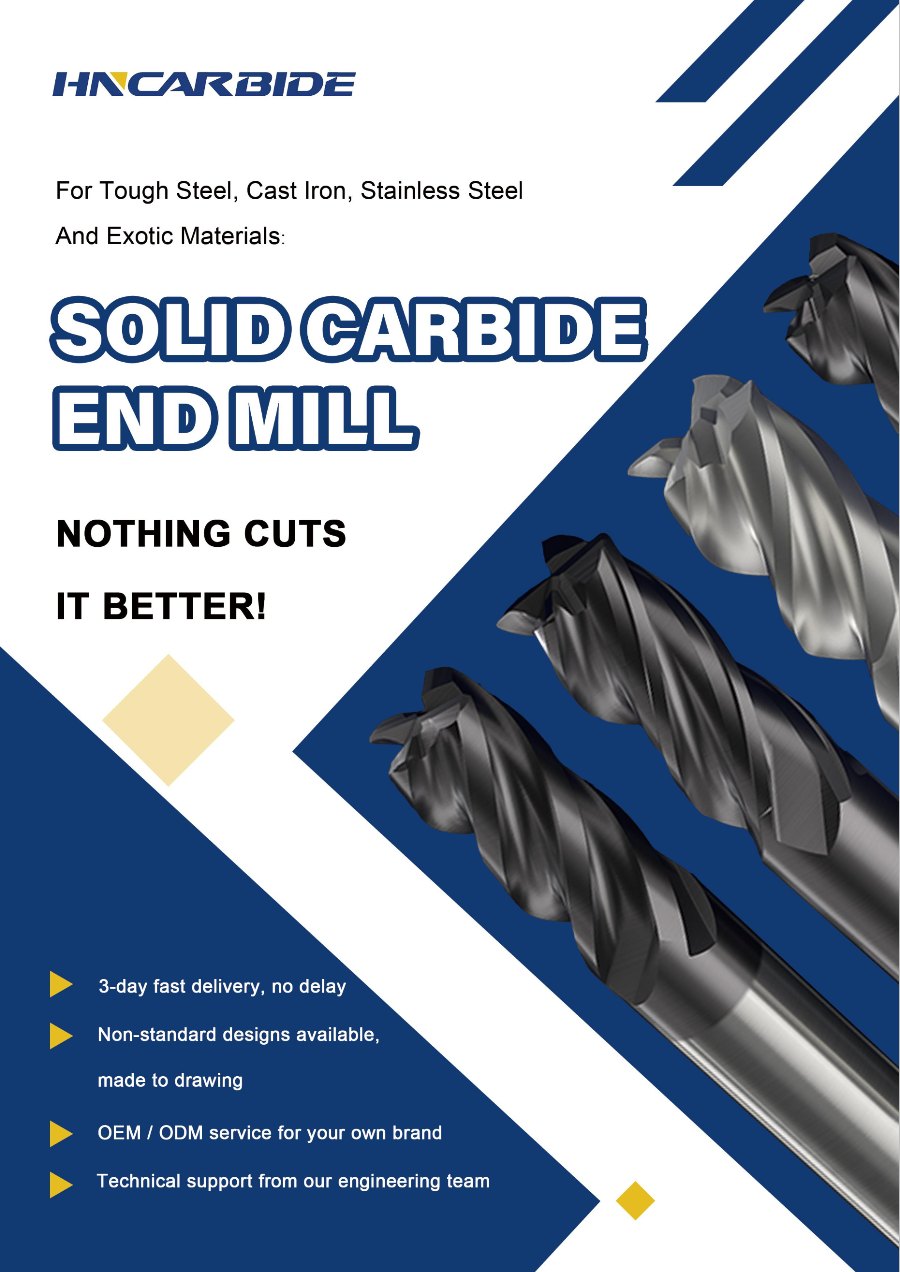 HNCARBIDE
For Tough Steel, Cast Iron, Stainless Steel
And Exotic Materials:
SOLID CARBIDE
END MILL
NOTHING CUTS
IT BETTER!
3-day fast delivery, no delay
Non-standard designs available,
made to drawing
OEM / ODM service for your own brand
Technical support from our engineering team